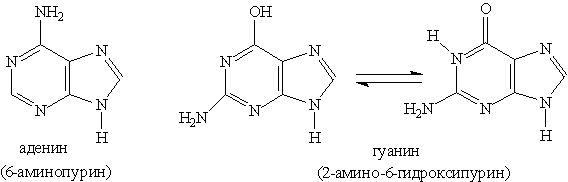 NH₂
N
N
N
N
H
аденин
(6-аминопурин)
OH
N
N
H₂N
N
N
H
O
H
N
N
H₂N
N
N
H
гуанин
(2-амино-6-гидроксипурин)